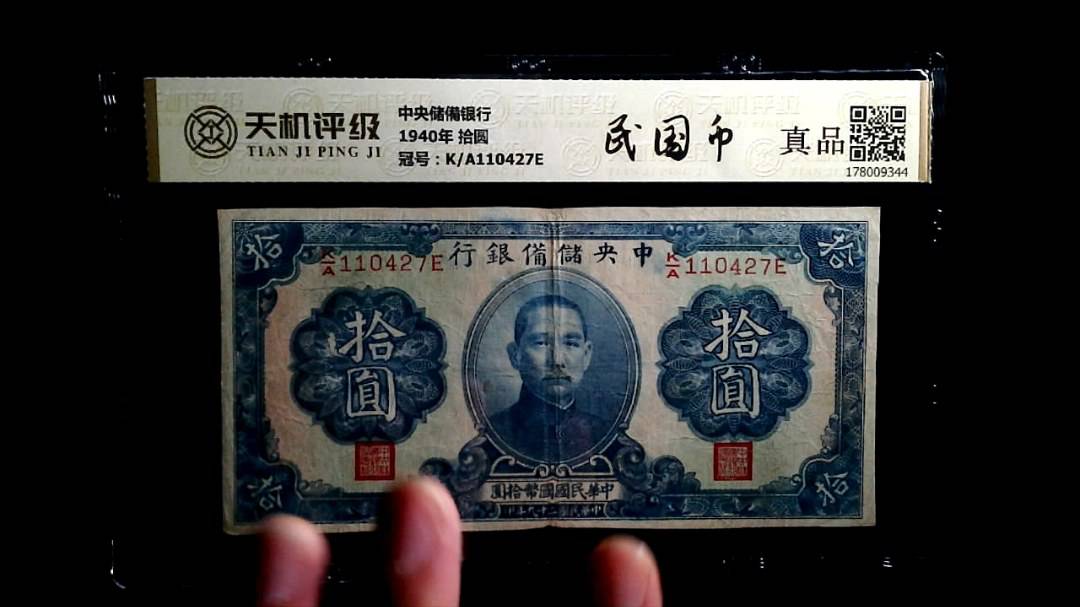 天机评级
TIAN JI PING JI
中央储備银行
1940年 拾圆
冠号：K/A110427E
民国币
真品
178009344
行銀備儲央中
K/A110427E
K/A110427E
拾
拾
拾圓
拾圓
圓拾幣國國民華中
拾
拾